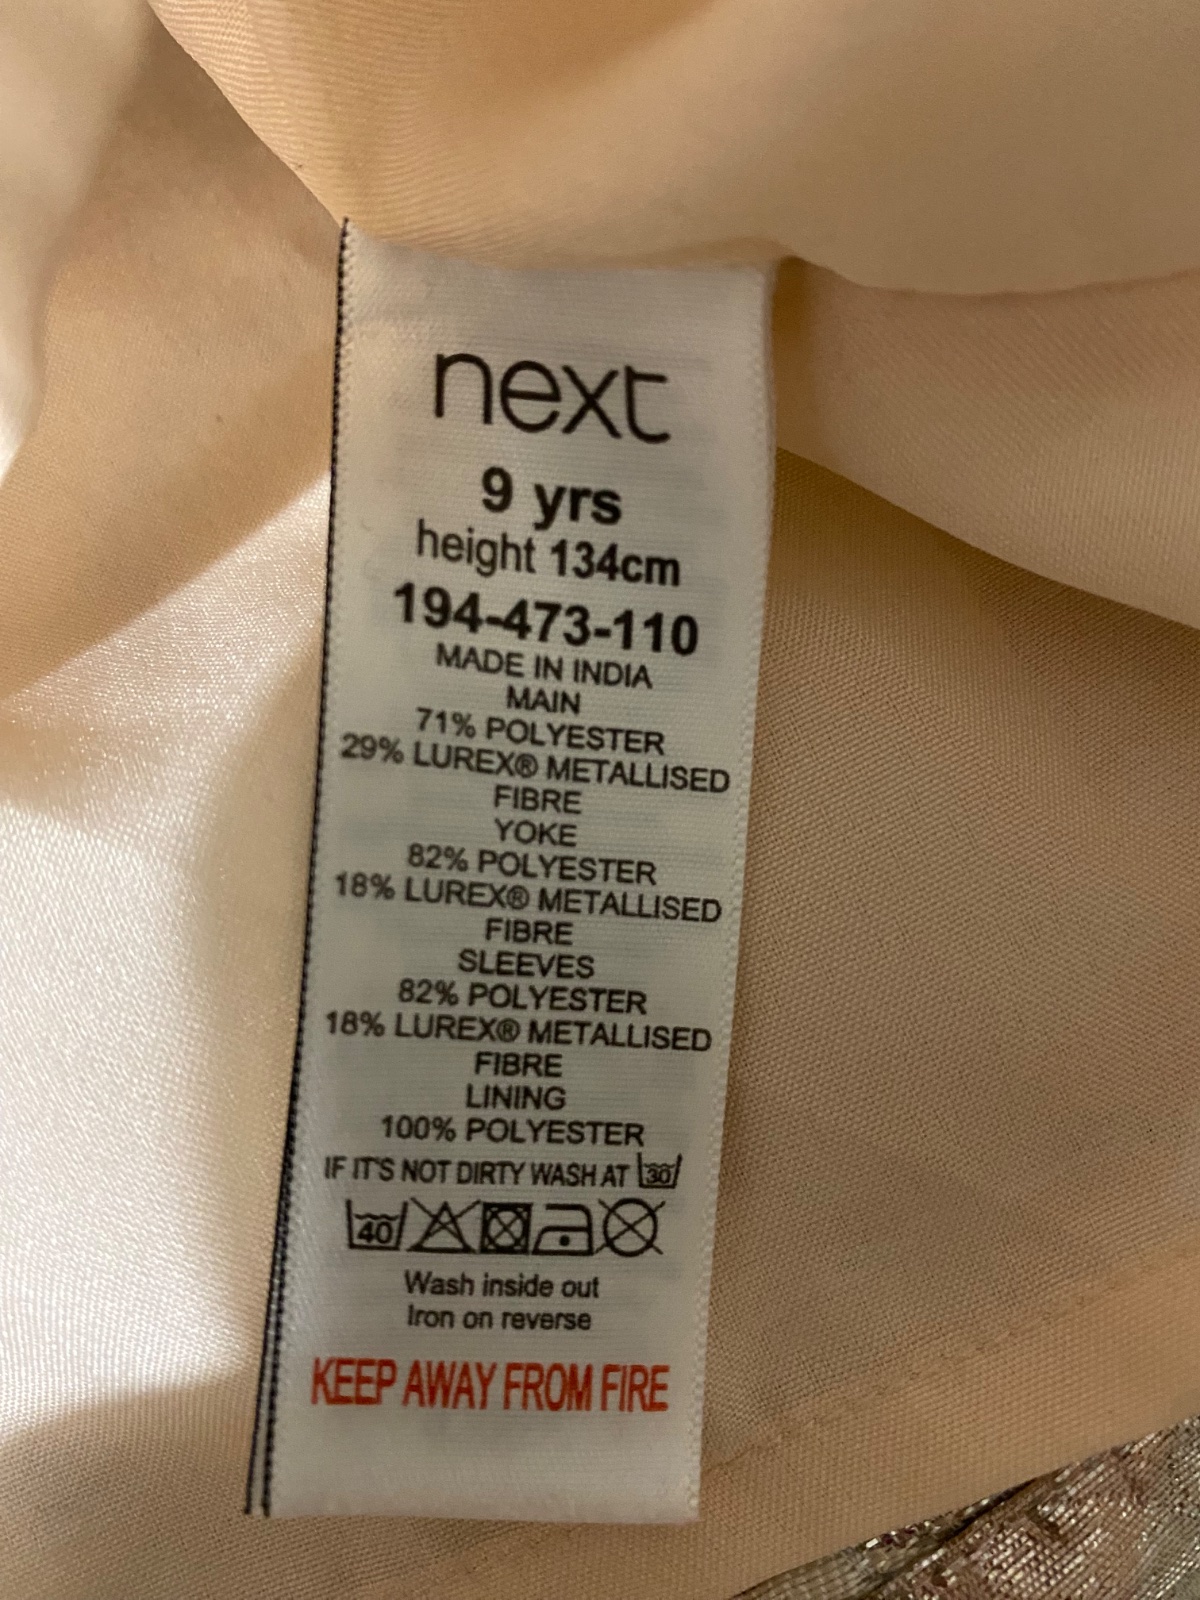 next
9 yrs
height 134cm
194-473-110
MADE IN INDIA
MAIN
71% POLYESTER
29% LUREX® METALLISED
FIBRE
YOKE
82% POLYESTER
18% LUREX® METALLISED
FIBRE
SLEEVES
82% POLYESTER
18% LUREX® METALLISED
FIBRE
LINING
100% POLYESTER
IF IT'S NOT DIRTY WASH AT 30
40
Wash inside out
Iron on reverse
KEEP AWAY FROM FIRE